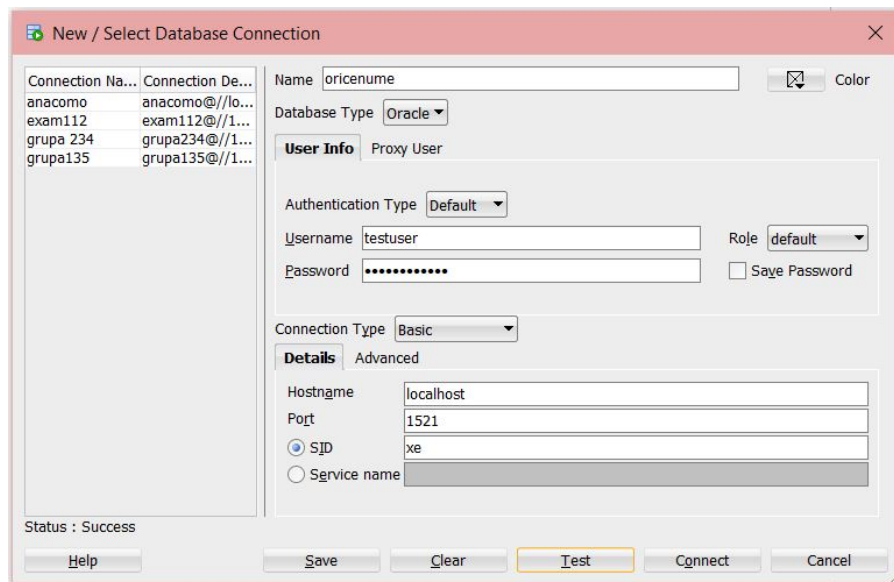 New / Select Database Connection
Connection Na... Connection De...
anacomo anacomo@//lo...
exam112 exam112@//1...
grupa 234 grupa234@//1...
grupa135 grupa135@//1...
Name oricenume Color
Database Type Oracle
User Info Proxy User
Authentication Type Default
Username testuser Role default
Password •••••••••••• Save Password
Connection Type Basic
Details Advanced
Hostname localhost
Port 1521
SID xe
Service name
Status : Success
Help Save Clear Test Connect Cancel